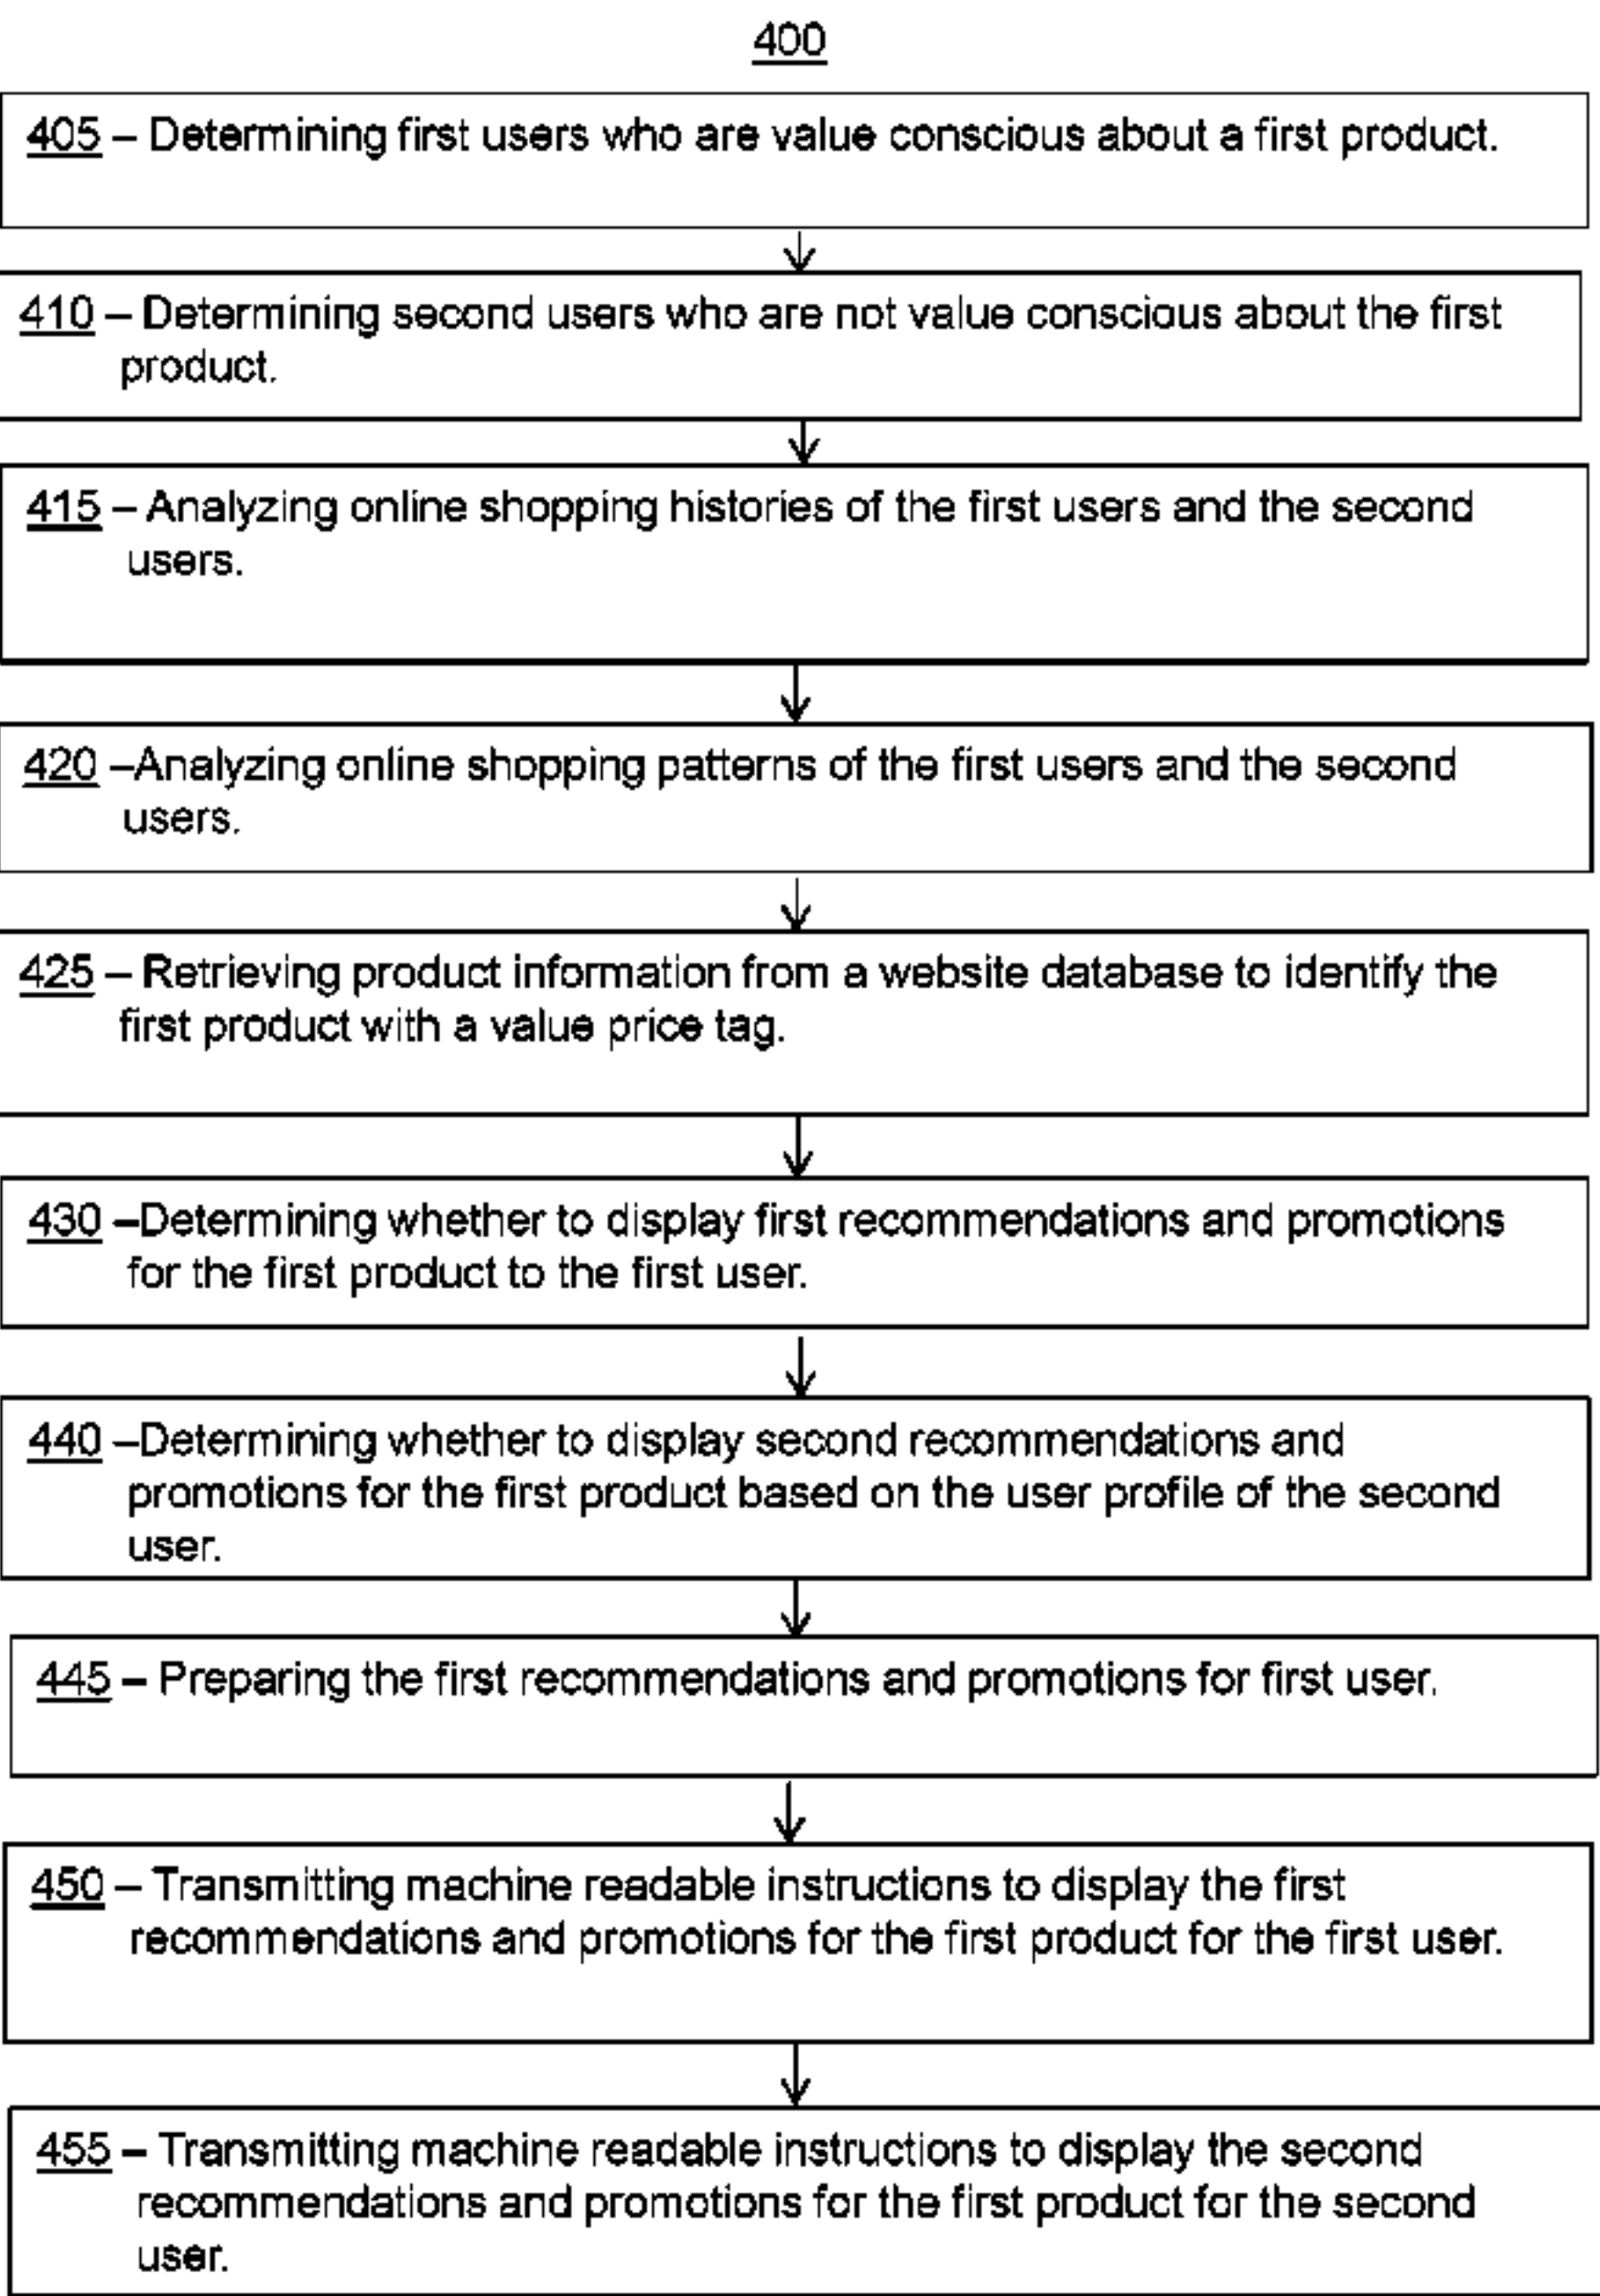 400
405 – Determining first users who are value conscious about a first product.
410 – Determining second users who are not value conscious about the first
product.
415 – Analyzing online shopping histories of the first users and the second
users.
420 –Analyzing online shopping patterns of the first users and the second
users.
425 – Retrieving product information from a website database to identify the
first product with a value price tag.
430 –Determining whether to display first recommendations and promotions
for the first product to the first user.
440 –Determining whether to display second recommendations and
promotions for the first product based on the user profile of the second
user.
445 – Preparing the first recommendations and promotions for first user.
450 – Transmitting machine readable instructions to display the first
recommendations and promotions for the first product for the first user.
455 – Transmitting machine readable instructions to display the second
recommendations and promotions for the first product for the second
user.